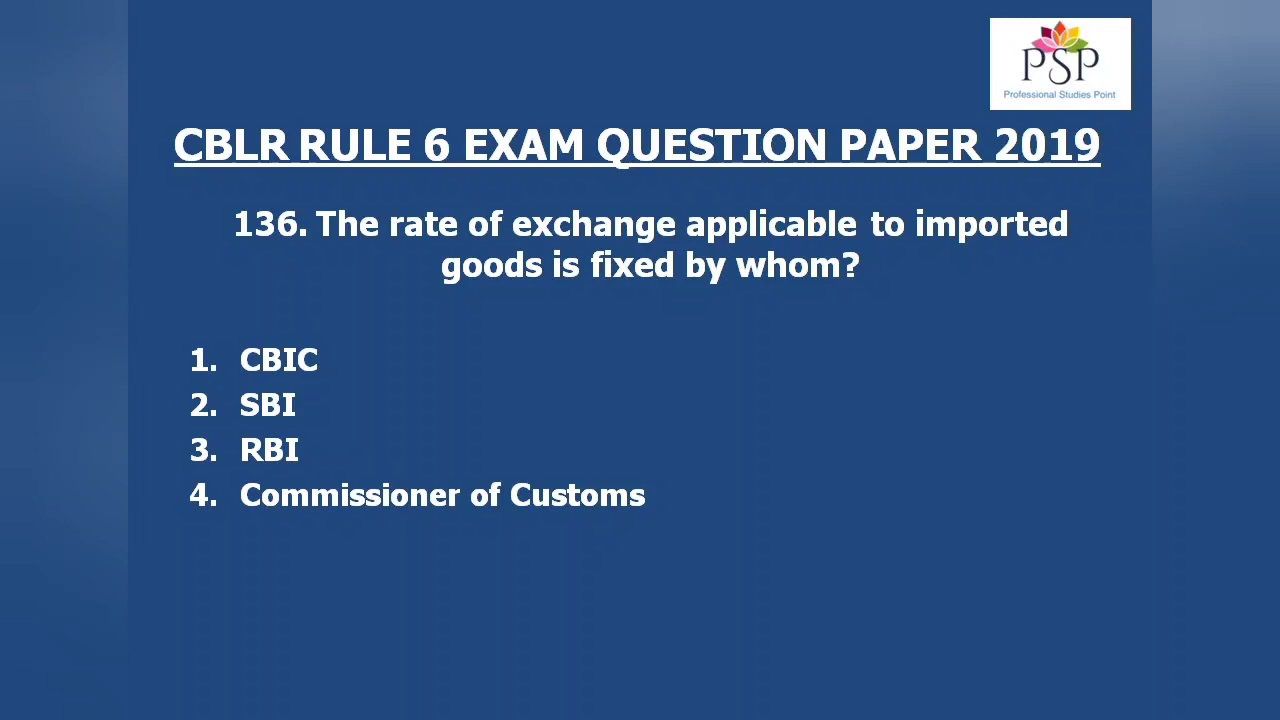 PSP
Professional Studies Point
CBLR RULE 6 EXAM QUESTION PAPER 2019
136. The rate of exchange applicable to imported
goods is fixed by whom?
1. CBIC
2. SBI
3. RBI
4. Commissioner of Customs